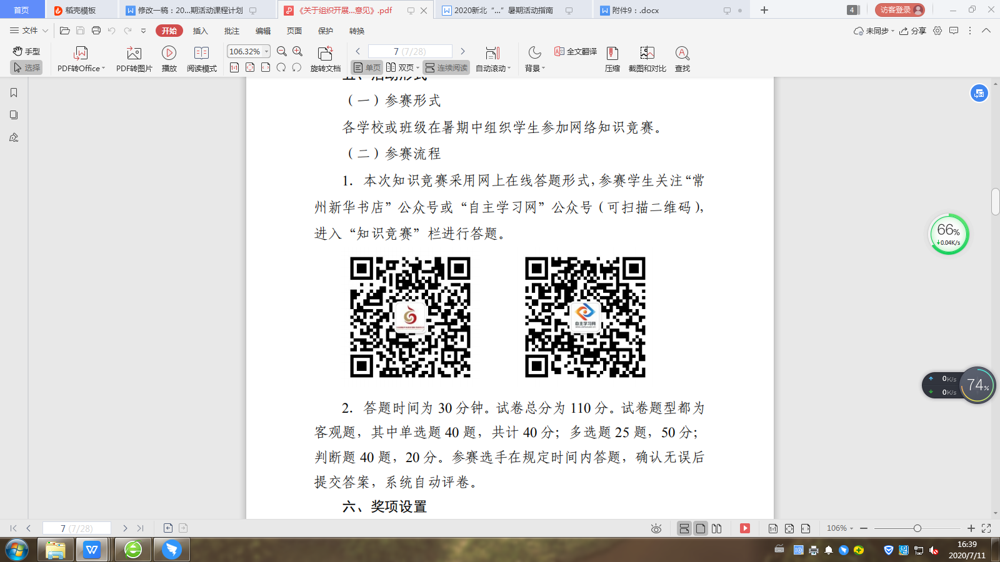 首页
稻壳模板
修改一稿：20...期活动课程计划
《关于组织开展...意见》.pdf
2020新北“...”暑期活动指南
附件9：.docx
4
访客登录
文件
开始
插入
批注
编辑
页面
保护
转换
未同步
分享
手型
选择
PDF转Office
PDF转图片
播放
阅读模式
106.32%
旋转文档
7 (7/28)
单页
双页
连续阅读
自动滚动
背景
全文翻译
压缩
截图和对比
查找
五、活动形式
（一）参赛形式
各学校或班级在暑期中组织学生参加网络知识竞赛。
（二）参赛流程
1. 本次知识竞赛采用网上在线答题形式，参赛学生关注“常
州新华书店”公众号或“自主学习网”公众号（可扫描二维码），
进入“知识竞赛”栏进行答题。
自主学习网
2. 答题时间为 30 分钟。试卷总分为 110 分。试卷题型都为
客观题，其中单选题 40 题，共计 40 分；多选题 25 题，50 分；
判断题 40 题，20 分。参赛选手在规定时间内答题，确认无误后
提交答案，系统自动评卷。
六、奖项设置
66%
0.04K/s
0K/s
0K/s
74%
7 (7/28)
106%
16:39
2020/7/11